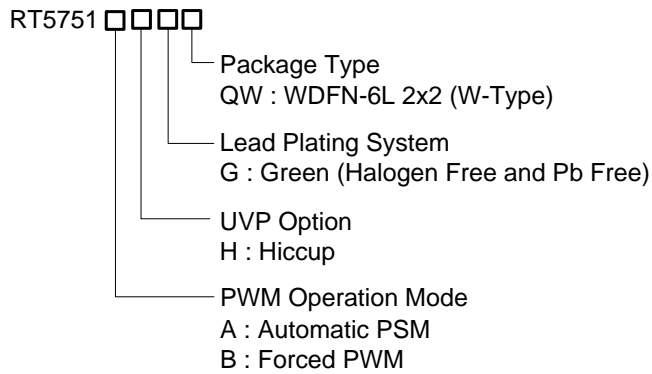 RT5751
Package Type
QW : WDFN-6L 2x2 (W-Type)
Lead Plating System
G : Green (Halogen Free and Pb Free)
UVP Option
H : Hiccup
PWM Operation Mode
A : Automatic PSM
B : Forced PWM